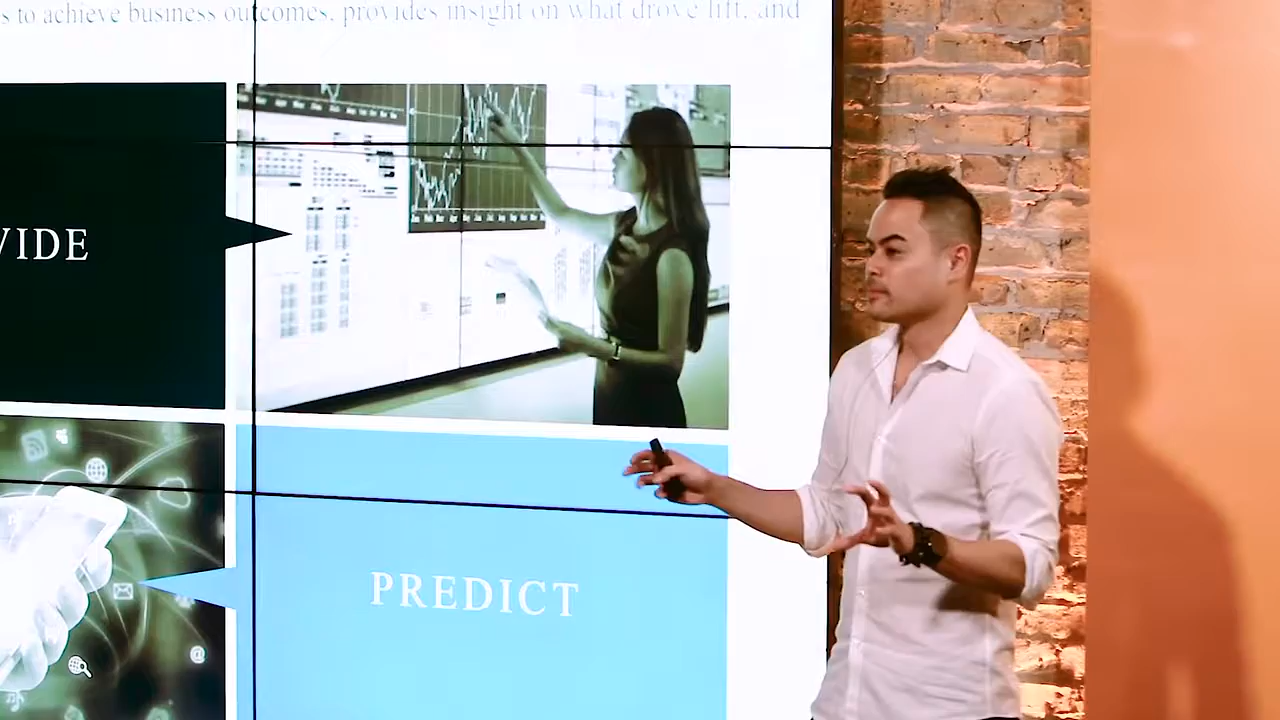 to achieve business outcomes, provides insight on what drove lift, and
VIDE
PREDICT